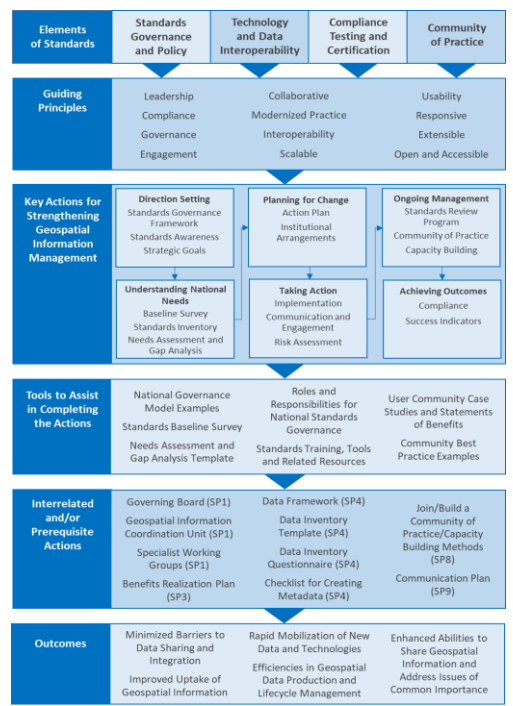 Elements
of Standards
Standards
Governance
and Policy
Technology
and Data
Interoperability
Compliance
Testing and
Certification
Community
of Practice
Guiding
Principles
Leadership
Compliance
Governance
Engagement
Collaborative
Modernized Practice
Interoperability
Scalable
Usability
Responsive
Extensible
Open and Accessible
Key Actions for
Strengthening
Geospatial
Information
Management
Direction Setting
Standards Governance
Framework
Standards Awareness
Strategic Goals
Understanding National
Needs
Baseline Survey
Standards Inventory
Needs Assessment and
Gap Analysis
Planning for Change
Action Plan
Institutional
Arrangements
Taking Action
Implementation
Communication and
Engagement
Risk Assessment
Ongoing Management
Standards Review
Program
Community of Practice
Capacity Building
Achieving Outcomes
Compliance
Success Indicators
Tools to Assist
in Completing
the Actions
National Governance
Model Examples
Standards Baseline Survey
Needs Assessment and
Gap Analysis Template
Roles and
Responsibilities for
National Standards
Governance
Standards Training, Tools
and Related Resources
User Community Case
Studies and Statements
of Benefits
Community Best
Practice Examples
Interrelated
and/or
Prerequisite
Actions
Governing Board (SP1)
Geospatial Information
Coordination Unit (SP1)
Specialist Working
Groups (SP1)
Benefits Realization Plan
(SP3)
Data Framework (SP4)
Data Inventory
Template (SP4)
Data Inventory
Questionnaire (SP4)
Checklist for Creating
Metadata (SP4)
Join/Build a
Community of
Practice/Capacity
Building Methods
(SP8)
Communication Plan
(SP9)
Outcomes
Minimized Barriers to
Data Sharing and
Integration
Improved Uptake of
Geospatial Information
Rapid Mobilization of New
Data and Technologies
Efficiencies in Geospatial
Data Production and
Lifecycle Management
Enhanced Abilities to
Share Geospatial
Information and
Address Issues of
Common Importance